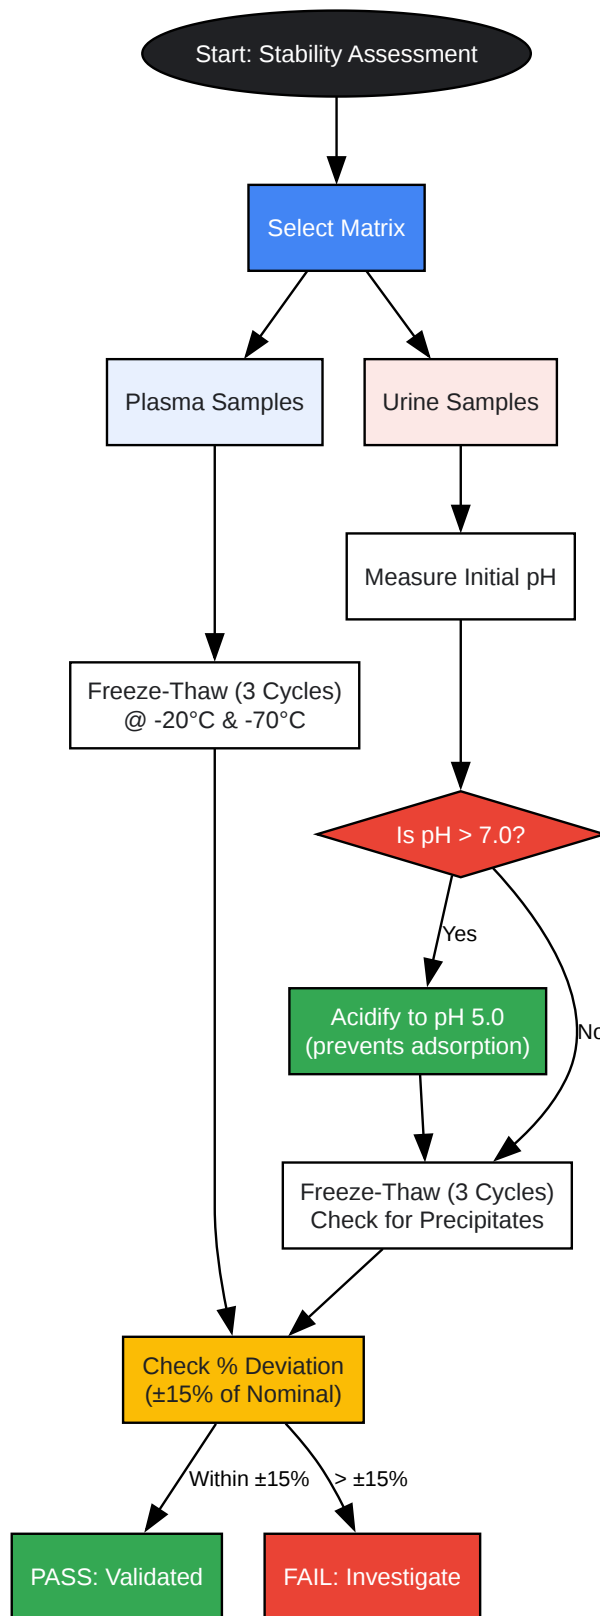 Start: Stability Assessment
Select Matrix
Plasma Samples
Urine Samples
Measure Initial pH
Freeze-Thaw (3 Cycles)
@ -20°C & -70°C
Is pH > 7.0?
Yes
Acidify to pH 5.0
(prevents adsorption)
No
Freeze-Thaw (3 Cycles)
Check for Precipitates
Check % Deviation
(±15% of Nominal)
Within ±15%
> ±15%
PASS: Validated
FAIL: Investigate